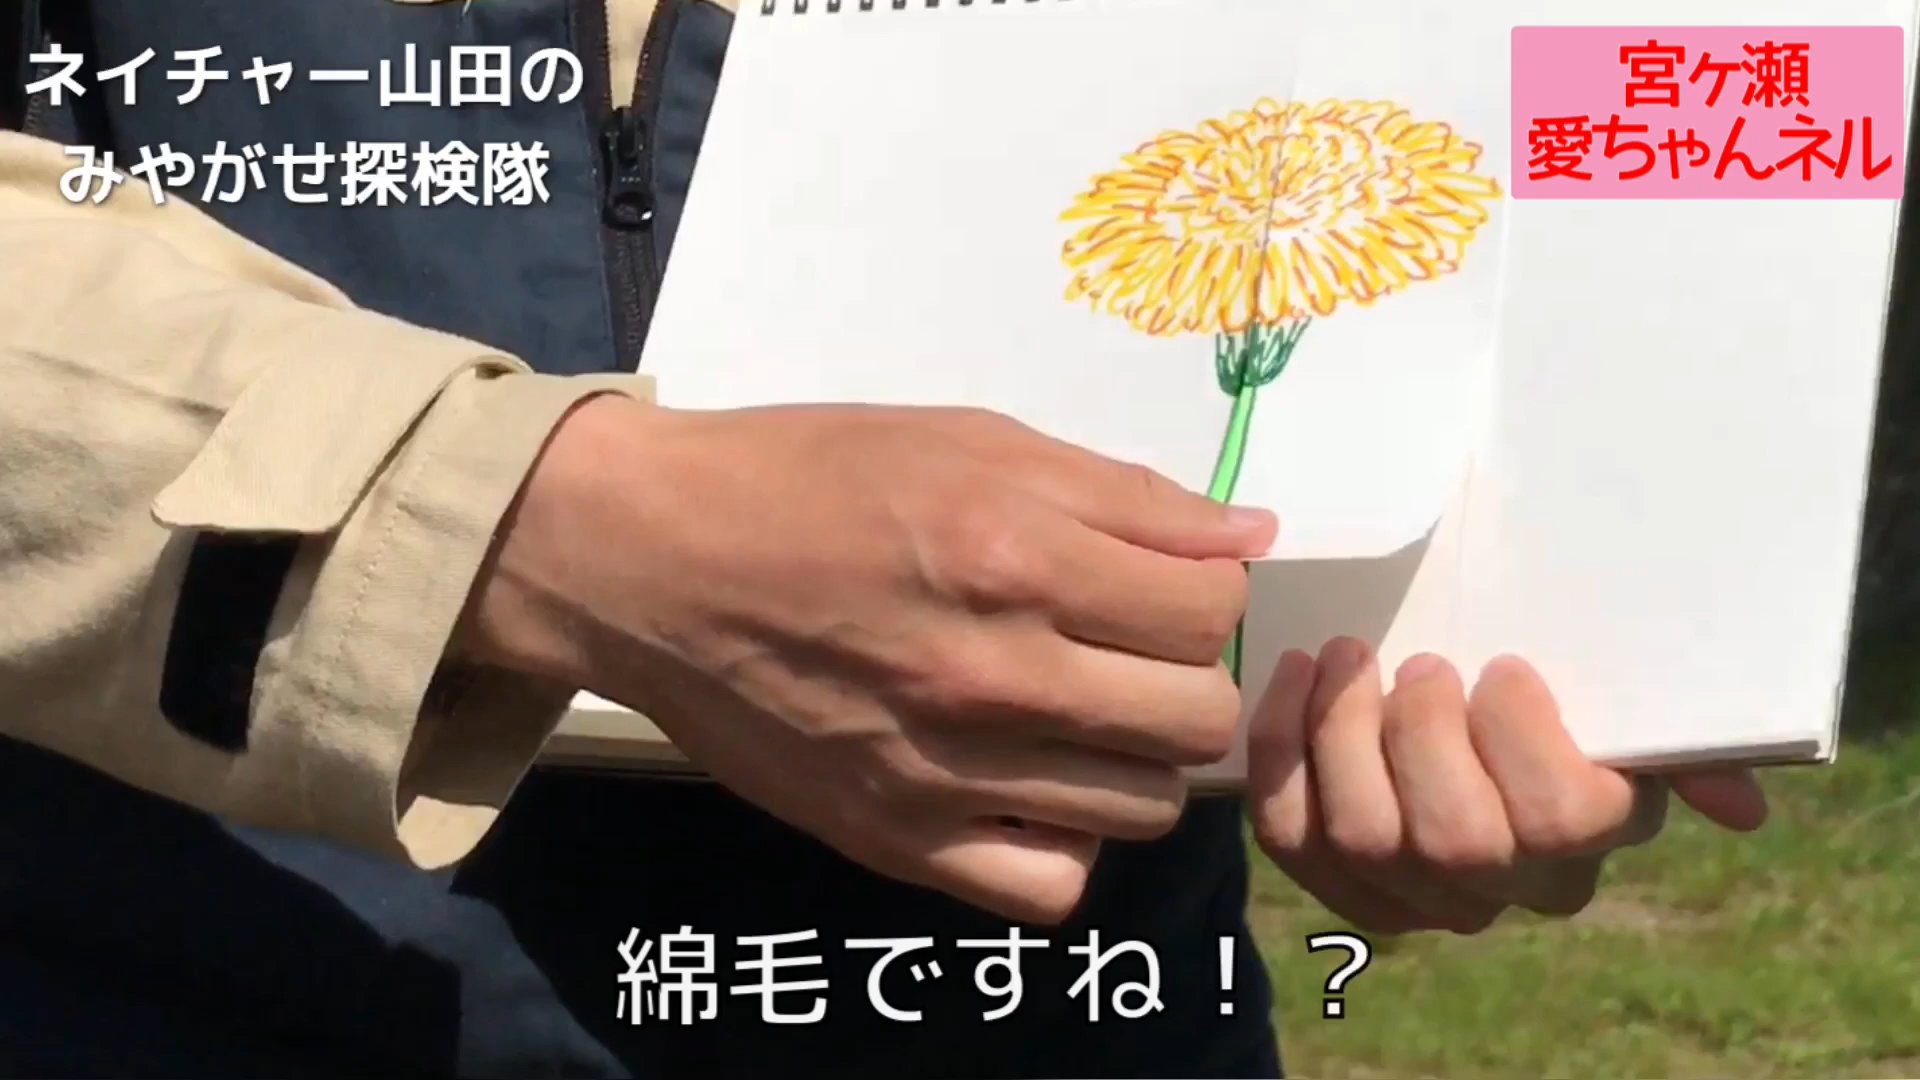 ネイチャー山田の
みやがせ探検隊
宮ヶ瀬
愛ちゃんネル
綿毛ですね！？